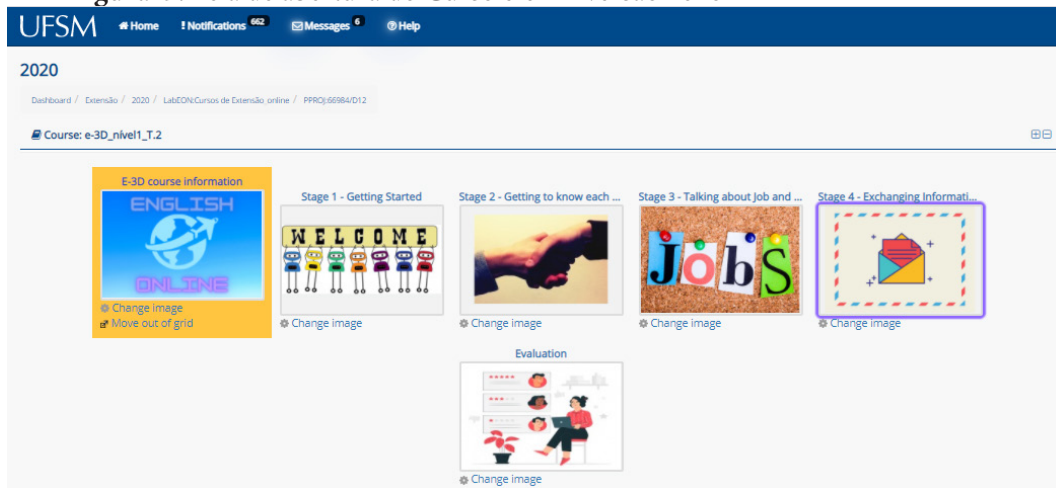 UFSM Home ! Notifications 662 Messages 6 Help
2020
Dashboard / Extensão / 2020 / LabEON:Cursos de Extensão_online / PPROJ:66984/D12
Course: e-3D_nível1_T.2
E-3D course information
ENGLISH
ONLINE
Change image
Move out of grid
Stage 1 - Getting Started
WELCOME
Change image
Stage 2 - Getting to know each ...
Change image
Stage 3 - Talking about Job and ...
JobS
Change image
Stage 4 - Exchanging Informati...
Change image
Evaluation
Change image